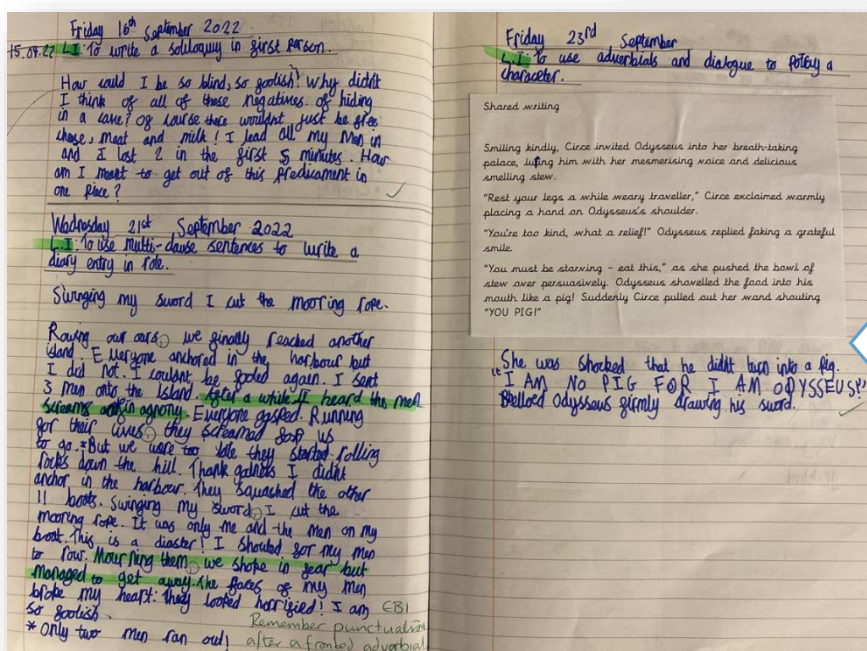 Friday 16th September 2022
15.09.22 L.I: To write a soliloquy in first person.
How could I be so blind, so foolish! Why didn't
I think of all of these negatives of hiding
in a cave? Of course there wouldnt just be free
cheese, meat and milk! I lead all my men in
and I lost 2 in the first 5 minutes. How
am I meant to get out of this predicament in
one piece?
Wednesday 21st September 2022
L.I: To use multi-clause sentences to write a
diary entry in role.
Swinging my sword I cut the mooring rope.
Rowing our oars, we finally reached another
island. Everyone anchored in the harbour but
I did not. I couldnt be fooled again. I sent
3 men onto the island. After a while I heard the men
screams in agnony. Everyone gasped. Running
for their lives, they screamed for us
to go.*But we were too late they started rolling
rocks down the hill. Thank I didnt
anchor in the harbour. They squashed the other
11 boats. Swinging my sword, I cut the
mooring rope. It was only me and the men on my
boat. This is a diaster! I shouted for my men
to row. Mourning them, we shoke in fear but
managed to get away. The faces of my men
broke my heart: they looked horrified! I am
so foolish.
* Only two men ran out!
EBI
Remember punctuation
after a fronted adverbial
Friday 23rd September
L.I: To use adverbials and dialogue to potray a
character.
Shared writing
Smiling kindly, Circe invited Odysseus into her breath-taking
palace, luring him with her mesmerising voice and delicious
smelling stew.
"Rest your legs a while weary traveller," Circe exclaimed warmly
placing a hand on Odysseus's shoulder.
"You're too kind, what a relief!" Odysseus replied faking a grateful
smile.
"You must be starving - eat this," as she pushed the bowl of
stew over persuasively. Odysseus shovelled the food into his
mouth like a pig! Suddenly Circe pulled out her wand shouting
"YOU PIG!"
She was shocked that he didnt turn into a pig.
"I AM NO PIG FOR I AM ODYSSEUS!"
Belloed Odysseus firmly drawing his sword.